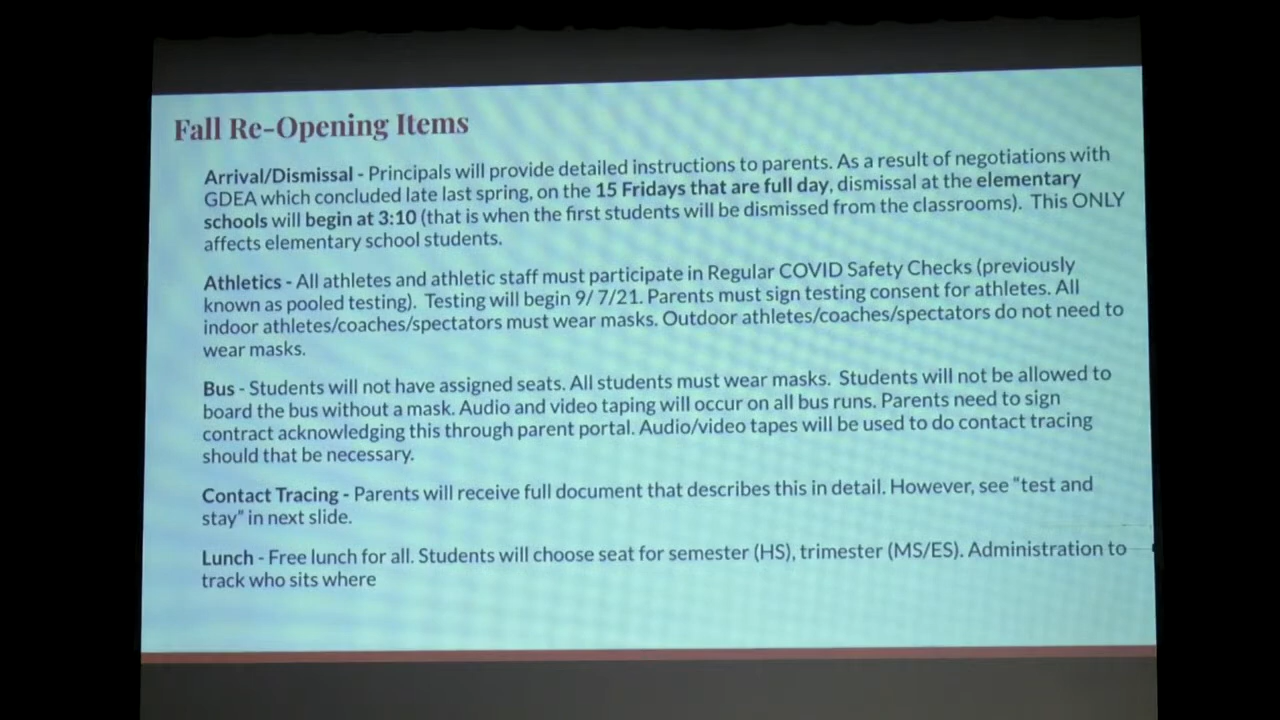 Fall Re-Opening Items
Arrival/Dismissal - Principals will provide detailed instructions to parents. As a result of negotiations with
GDEA which concluded late last spring, on the 15 Fridays that are full day, dismissal at the elementary
schools will begin at 3:10 (that is when the first students will be dismissed from the classrooms). This ONLY
affects elementary school students.
Athletics - All athletes and athletic staff must participate in Regular COVID Safety Checks (previously
known as pooled testing). Testing will begin 9/ 7/21. Parents must sign testing consent for athletes. All
indoor athletes/coaches/spectators must wear masks. Outdoor athletes/coaches/spectators do not need to
wear masks.
Bus - Students will not have assigned seats. All students must wear masks. Students will not be allowed to
board the bus without a mask. Audio and video taping will occur on all bus runs. Parents need to sign
contract acknowledging this through parent portal. Audio/video tapes will be used to do contact tracing
should that be necessary.
Contact Tracing - Parents will receive full document that describes this in detail. However, see "test and
stay" in next slide.
Lunch - Free lunch for all. Students will choose seat for semester (HS), trimester (MS/ES). Administration to
track who sits where